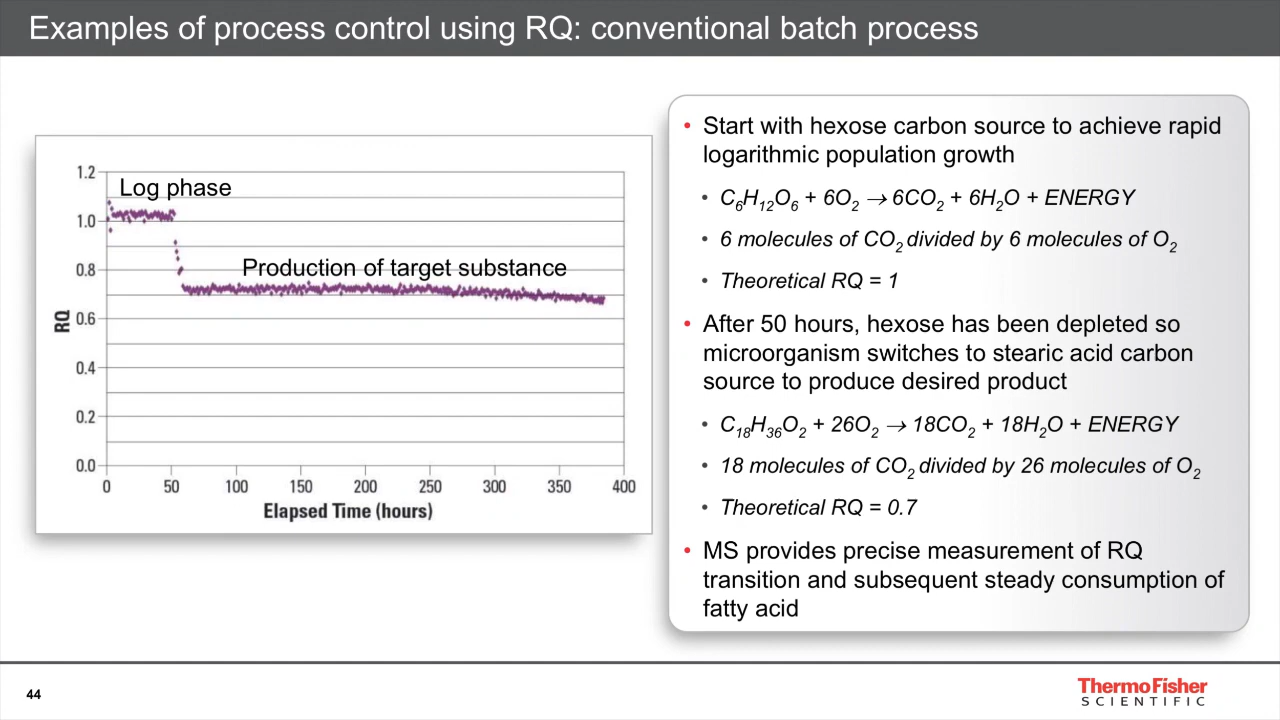 Examples of process control using RQ: conventional batch process
1.2
1.0
0.8
0.6
0.4
0.2
0.0
RQ
Log phase
Production of target substance
0 50 100 150 200 250 300 350 400
Elapsed Time (hours)
• Start with hexose carbon source to achieve rapid
logarithmic population growth
• C₆H₁₂O₆ + 6O₂ → 6CO₂ + 6H₂O + ENERGY
• 6 molecules of CO₂ divided by 6 molecules of O₂
• Theoretical RQ = 1
• After 50 hours, hexose has been depleted so
microorganism switches to stearic acid carbon
source to produce desired product
• C₁₈H₃₆O₂ + 26O₂ → 18CO₂ + 18H₂O + ENERGY
• 18 molecules of CO₂ divided by 26 molecules of O₂
• Theoretical RQ = 0.7
• MS provides precise measurement of RQ
transition and subsequent steady consumption of
fatty acid
44
ThermoFisher
SCIENTIFIC